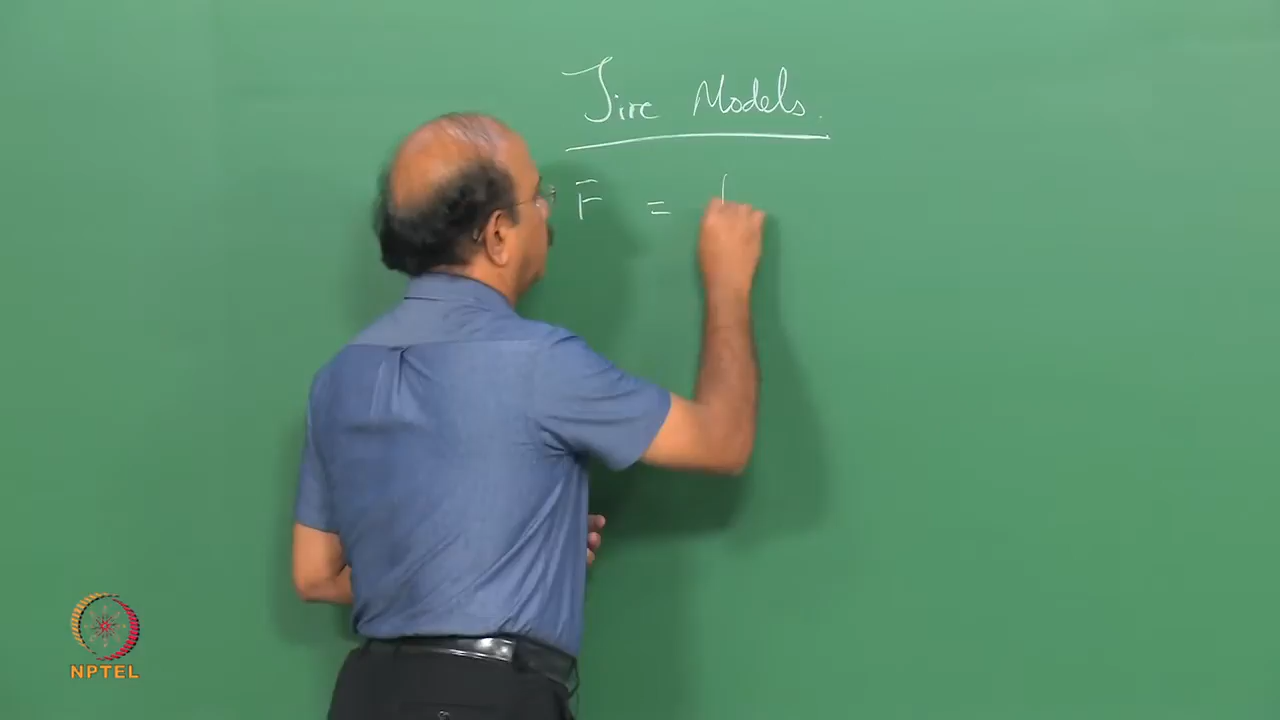 Tire Models.
F =
NPTEL